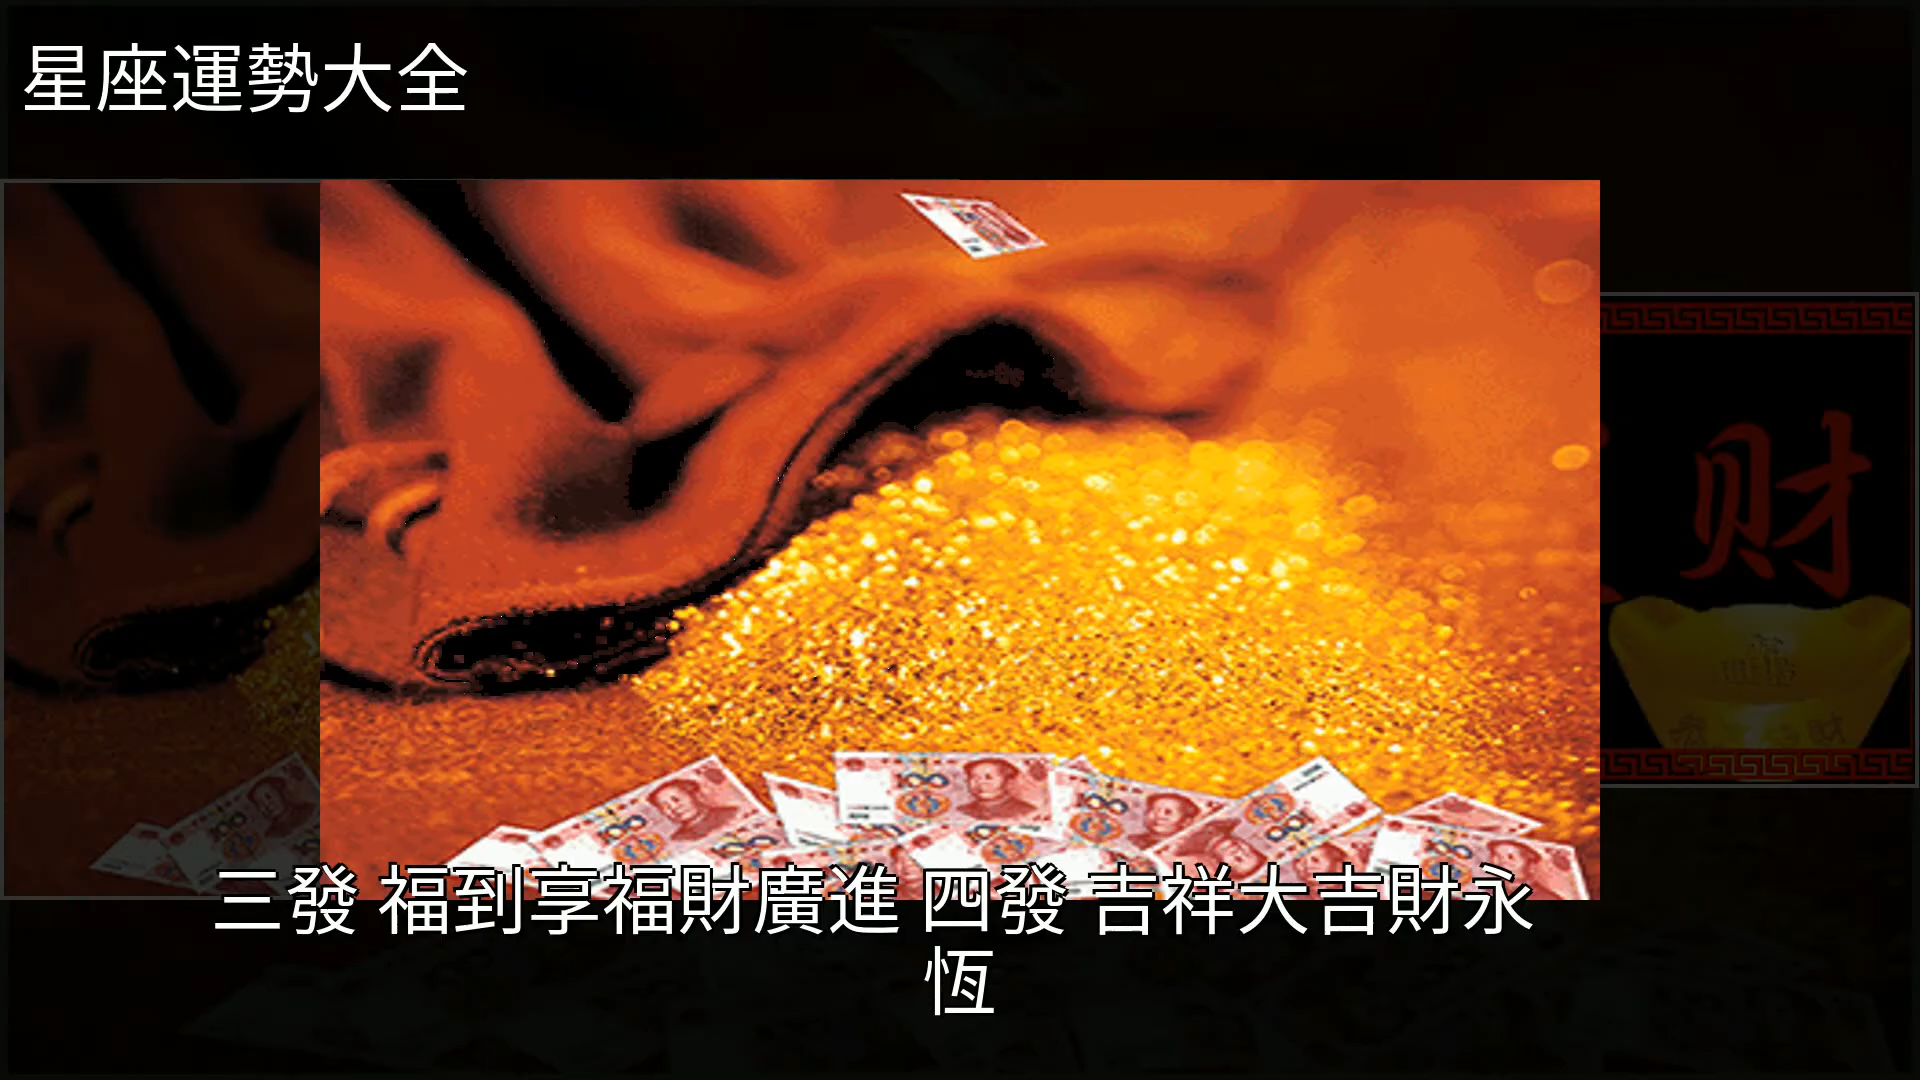 星座運勢大全
财
三發 福到享福財廣進 四發 吉祥大吉財永
恆